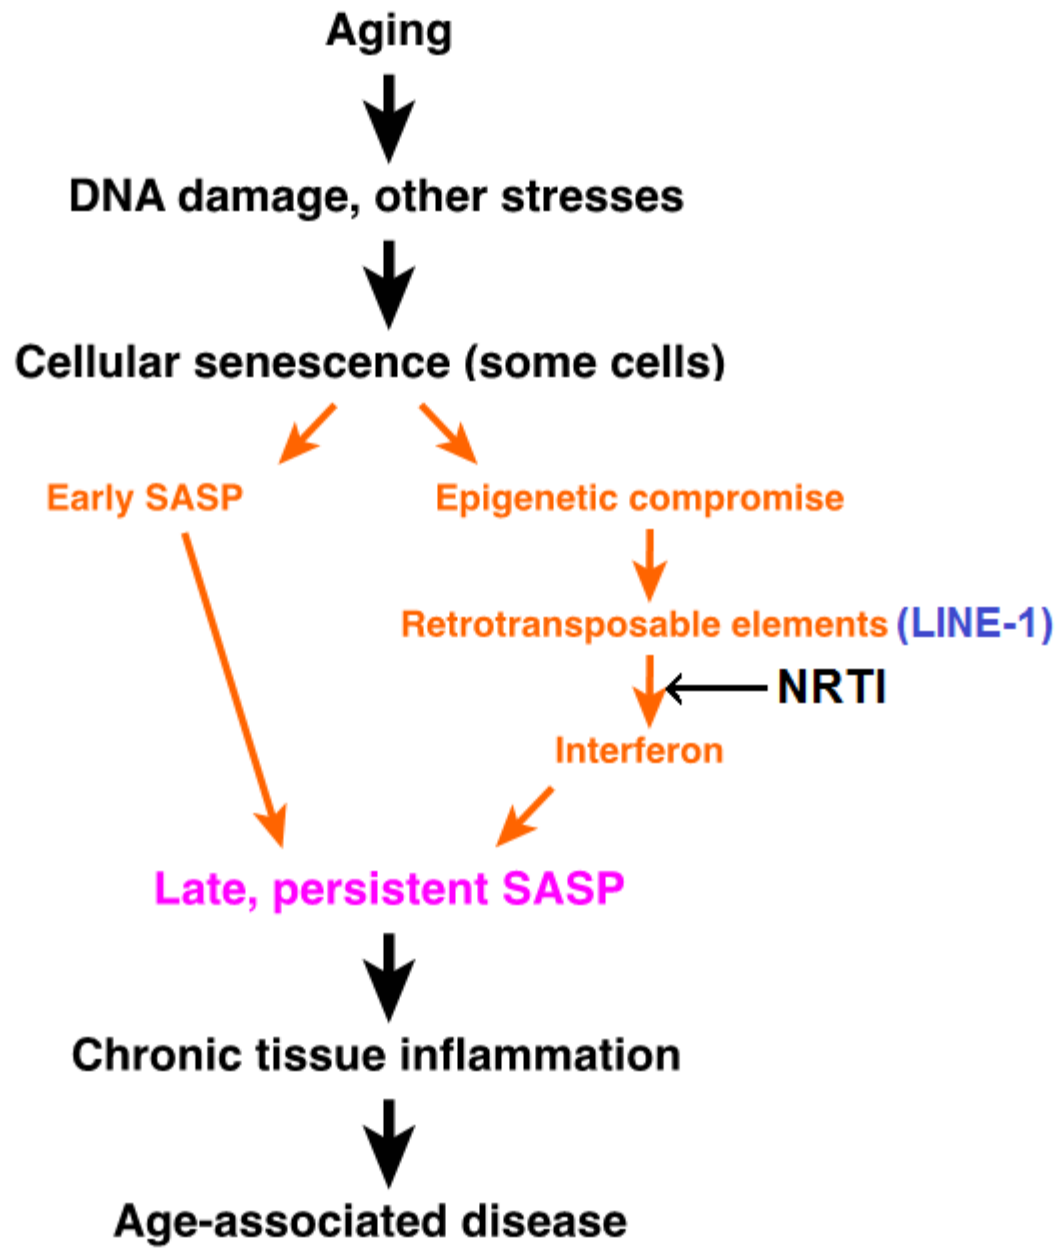 Aging
DNA damage, other stresses
Cellular senescence (some cells)
Early SASP
Epigenetic compromise
Retrotransposable elements (LINE-1)
NRTI
Interferon
Late, persistent SASP
Chronic tissue inflammation
Age-associated disease